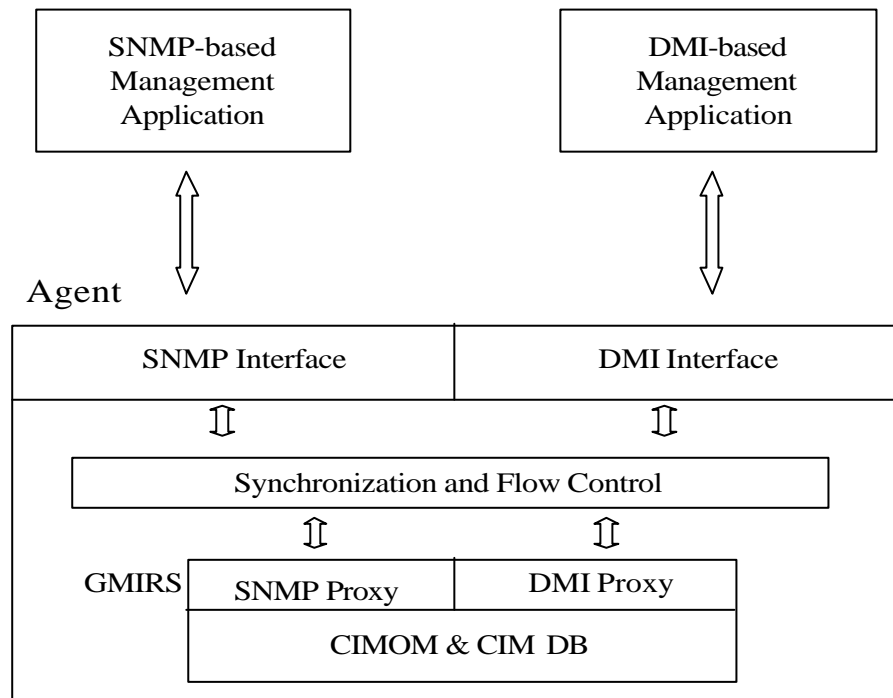 SNMP-based
Management
Application
DMI-based
Management
Application
Agent
SNMP Interface
DMI Interface
Synchronization and Flow Control
GMIRS
SNMP Proxy
DMI Proxy
CIMOM & CIM DB